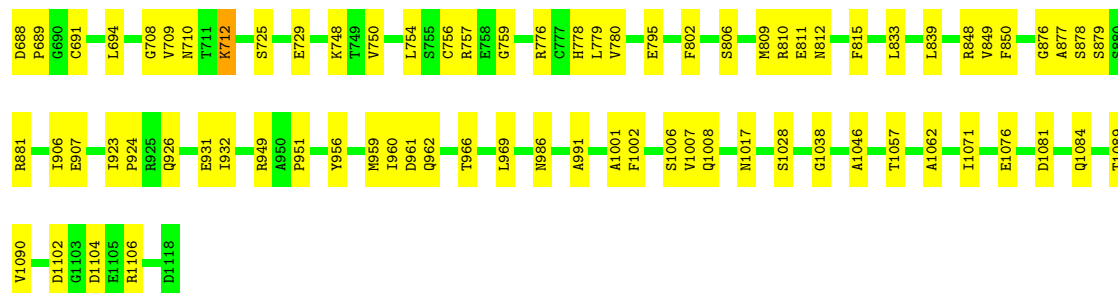 D688 P689 G690 C691 L694 G708 V709 N710 T711 K712 S725 E729 K748 T749 V750 L754 S755 C756 R757 E758 G759 R776 C777 H778 L779 V780 E795 F802 S806 M809 R810 E811 N812 F815 L833 L839 R848 V849 F850 G876 A877 S878 S879 S880
R881 I906 E907 I923 P924 R925 Q926 E931 I932 R949 A950 P951 Y956 M959 I960 D961 Q962 T966 L969 N986 A991 A1001 F1002 S1006 V1007 Q1008 N1017 S1028 G1038 A1046 T1057 A1062 I1071 E1076 D1081 Q1084 T1089
V1090 D1102 G1103 D1104 E1105 R1106 D1118